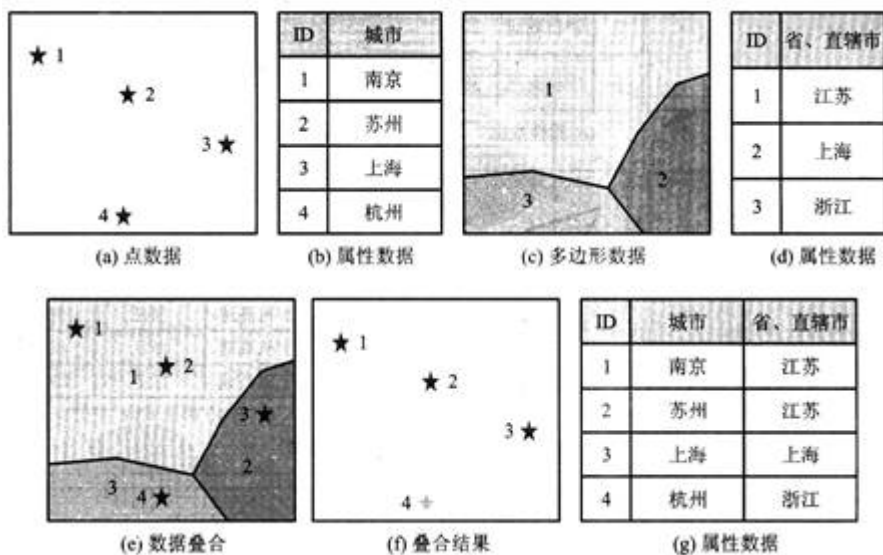 1
2
3
4
(a) 点数据
ID 城市
1 南京
2 苏州
3 上海
4 杭州
(b) 属性数据
1
2
3
(c) 多边形数据
ID 省、直辖市
1 江苏
2 上海
3 浙江
(d) 属性数据
1
2
1
3
2
3
4
(e) 数据叠合
1
2
3
4
(f) 叠合结果
ID 城市 省、直辖市
1 南京 江苏
2 苏州 江苏
3 上海 上海
4 杭州 浙江
(g) 属性数据